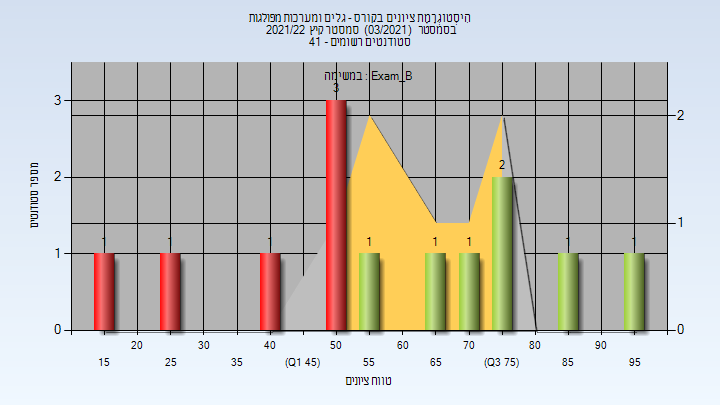 היסטוגרמת ציונים בקורס - גלים ומערכות מפולגות
בסמסטר (03/2021) סמסטר קיץ 2021/22
סטודנטים רשומים - 41
במשימה : Exam_B
מספר סטודנטים
3
2
1
0
2
1
0
1
1
1
3
1
1
1
2
1
1
20 30 40 50 60 70 80 90
15 25 35 (Q1 45) 55 65 (Q3 75) 85 95
טווח ציונים